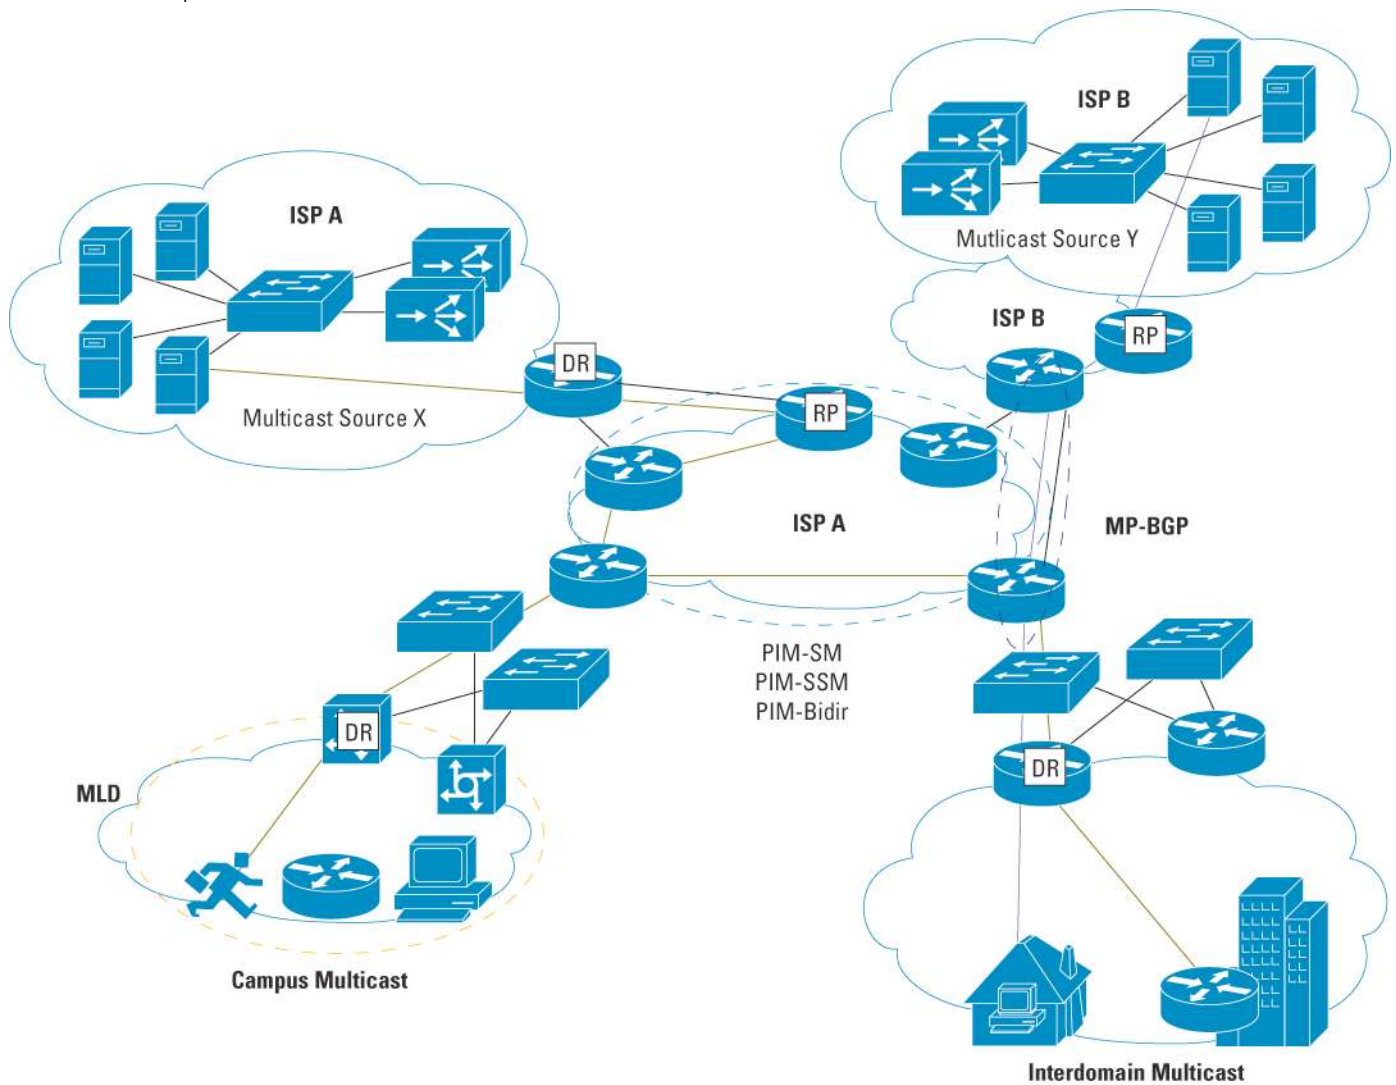 ISP B
Mutlicast Source Y
ISP A
Multicast Source X
ISP B
RP
DR
RP
ISP A
MP-BGP
PIM-SM
PIM-SSM
PIM-Bidir
DR
DR
MLD
Campus Multicast
Interdomain Multicast